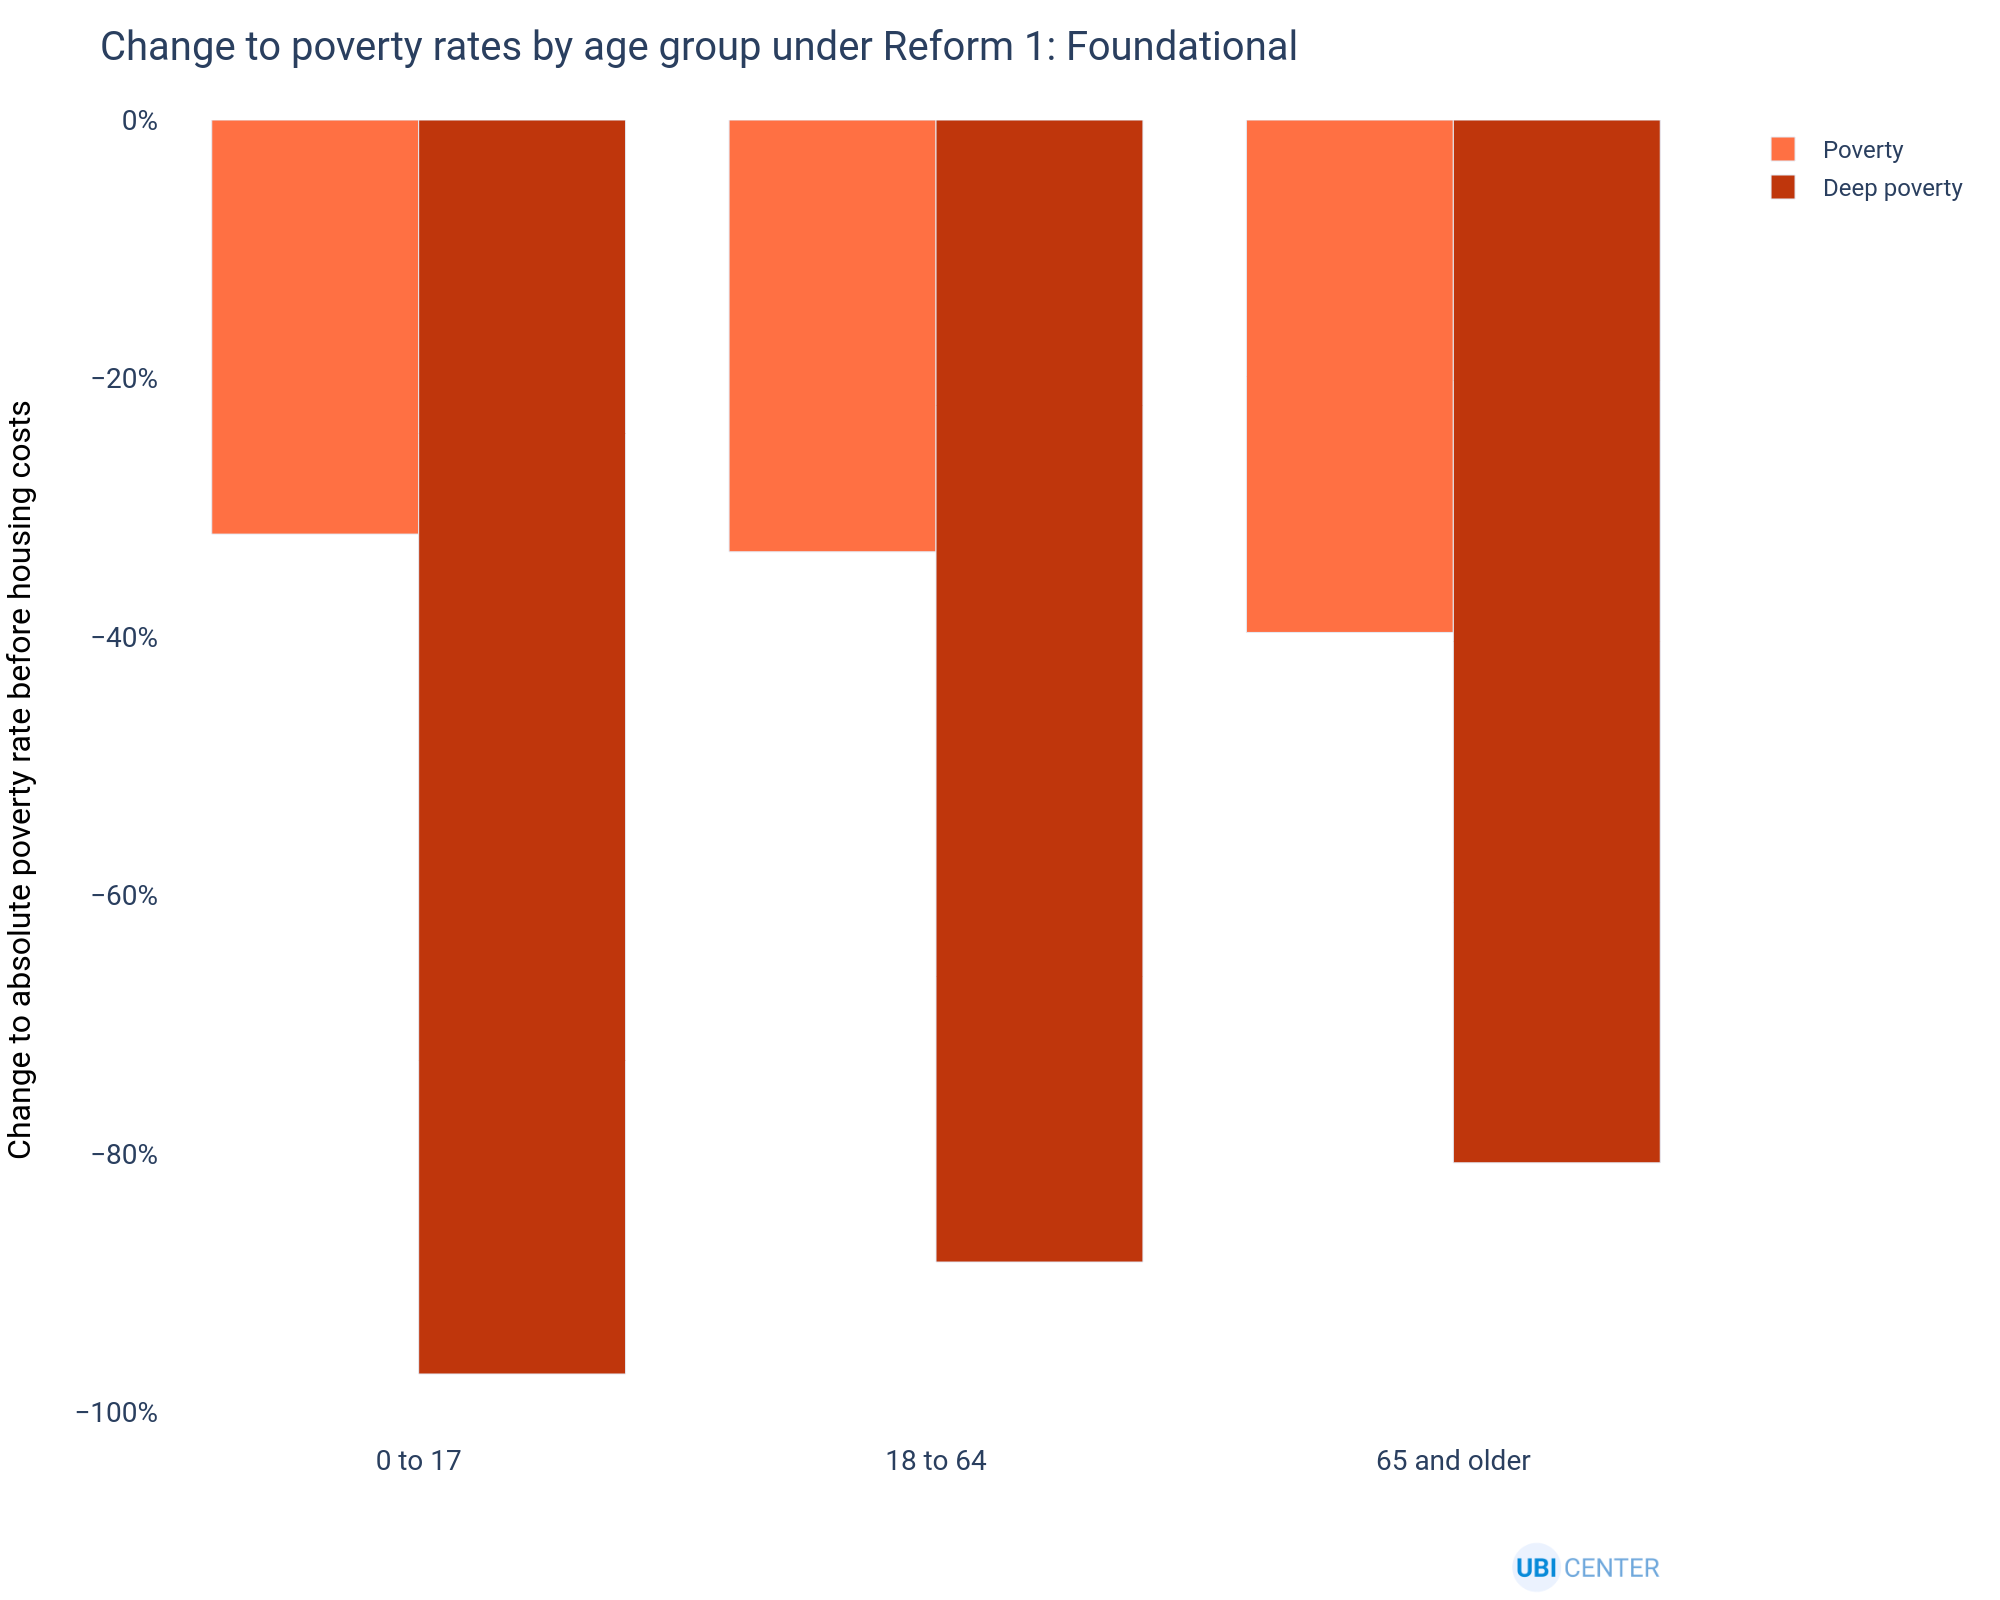 Change to poverty rates by age group under Reform 1: Foundational
Poverty
Deep poverty
Change to absolute poverty rate before housing costs
0%
−20%
−40%
−60%
−80%
−100%
0 to 17
18 to 64
65 and older
UBI CENTER